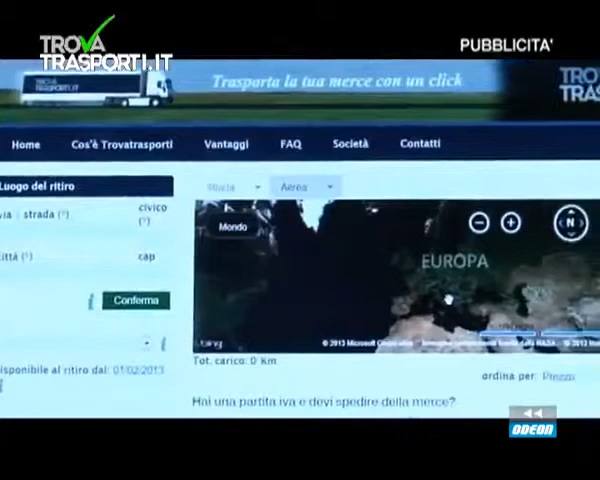 TROVA
TRASPORTI.IT
PUBBLICITA'
Trasporta la tua merce con un click
TRASPORTI.IT
TRO
TRAS
Home
Cos'è Trovatrasporti
Vantaggi
FAQ
Società
Contatti
Luogo del ritiro
Strada
Aerea
via strada (*)
civico
(*)
Mondo
N
EUROPA
città (*)
cap
Conferma
bing
© 2013 Microsoft Corporation
NASA
Tot. carico: 0 Km
isponibile al ritiro dal: 01/02/2013
ordina per: Prezzo
Hai una partita iva e devi spedire della merce?
ODEON